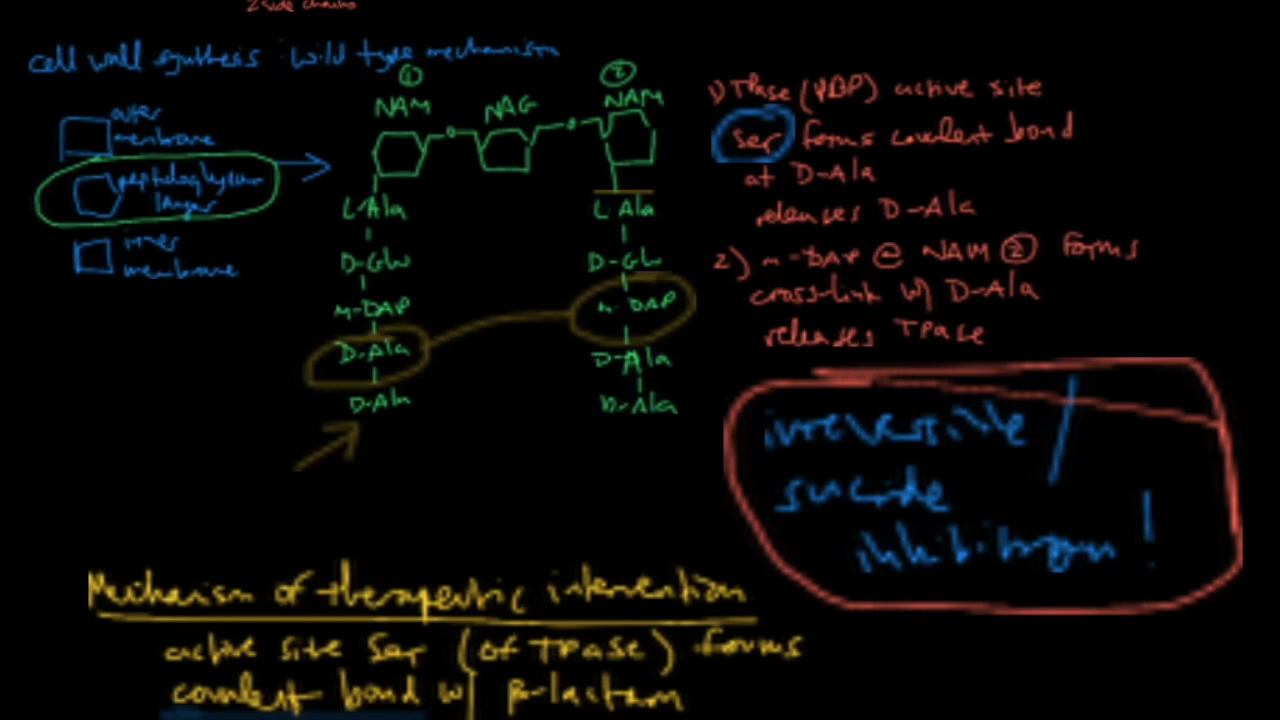 2 side chains
cell wall synthesis : wild type mechanism
outer
membrane
peptidoglycan
layer
inner
membrane
① ②
NAM NAG NAM
o o
L-Ala L-Ala
D-Glu D-Glu
m-DAP m-DAP
D-Ala D-Ala
D-Ala D-Ala
1) TPase (PBP) active site
Ser forms covalent bond
at D-Ala
releases D-Ala
2) m-DAP @ NAM ② forms
cross-link w/ D-Ala
releases TPase
irreversible /
suicide
!
Mechanism of therapeutic intervention
active site Ser (of TPase) forms
covalent bond w/ β-lactam